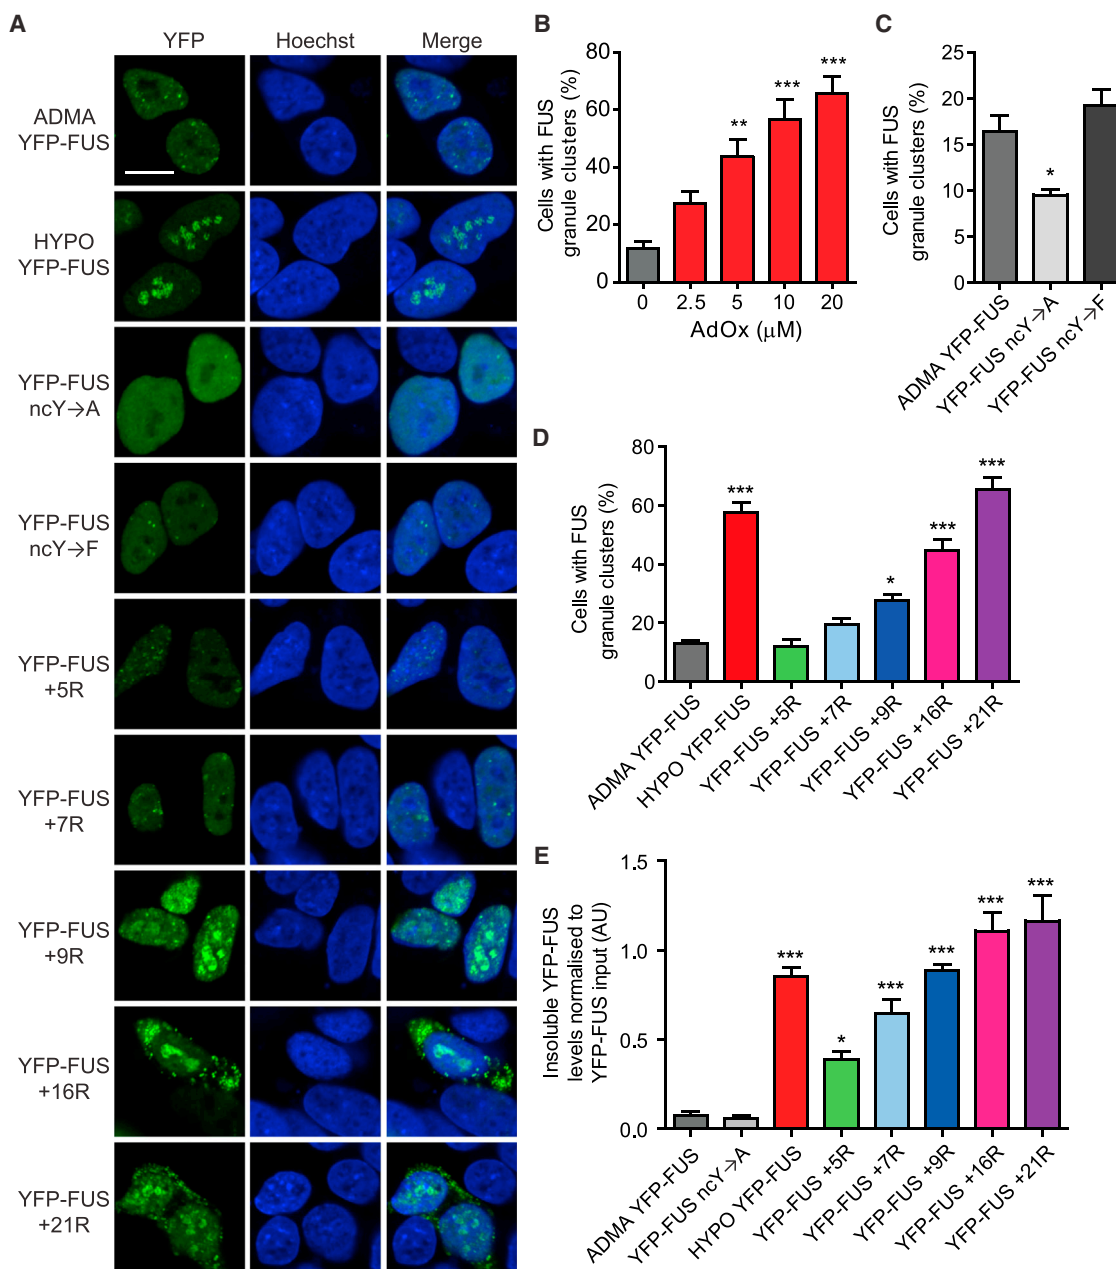 A
YFP Hoechst Merge
ADMA
YFP-FUS
HYPO
YFP-FUS
YFP-FUS
ncY→A
YFP-FUS
ncY→F
YFP-FUS
+5R
YFP-FUS
+7R
YFP-FUS
+9R
YFP-FUS
+16R
YFP-FUS
+21R
B
Cells with FUS
granule clusters (%)
80
60
40
20
0
** *** ***
0 2.5 5 10 20
AdOx (μM)
C
Cells with FUS
granule clusters (%)
25
20
15
10
5
0
*
ADMA YFP-FUS
YFP-FUS ncY→A
YFP-FUS ncY→F
D
Cells with FUS
granule clusters (%)
80
60
40
20
0
*** * *** ***
ADMA YFP-FUS
HYPO YFP-FUS
YFP-FUS +5R
YFP-FUS +7R
YFP-FUS +9R
YFP-FUS +16R
YFP-FUS +21R
E
Insoluble YFP-FUS
levels normalised to
YFP-FUS input (AU)
1.5
1.0
0.5
0.0
*** * *** *** *** ***
ADMA YFP-FUS
YFP-FUS ncY→A
HYPO YFP-FUS
YFP-FUS +5R
YFP-FUS +7R
YFP-FUS +9R
YFP-FUS +16R
YFP-FUS +21R